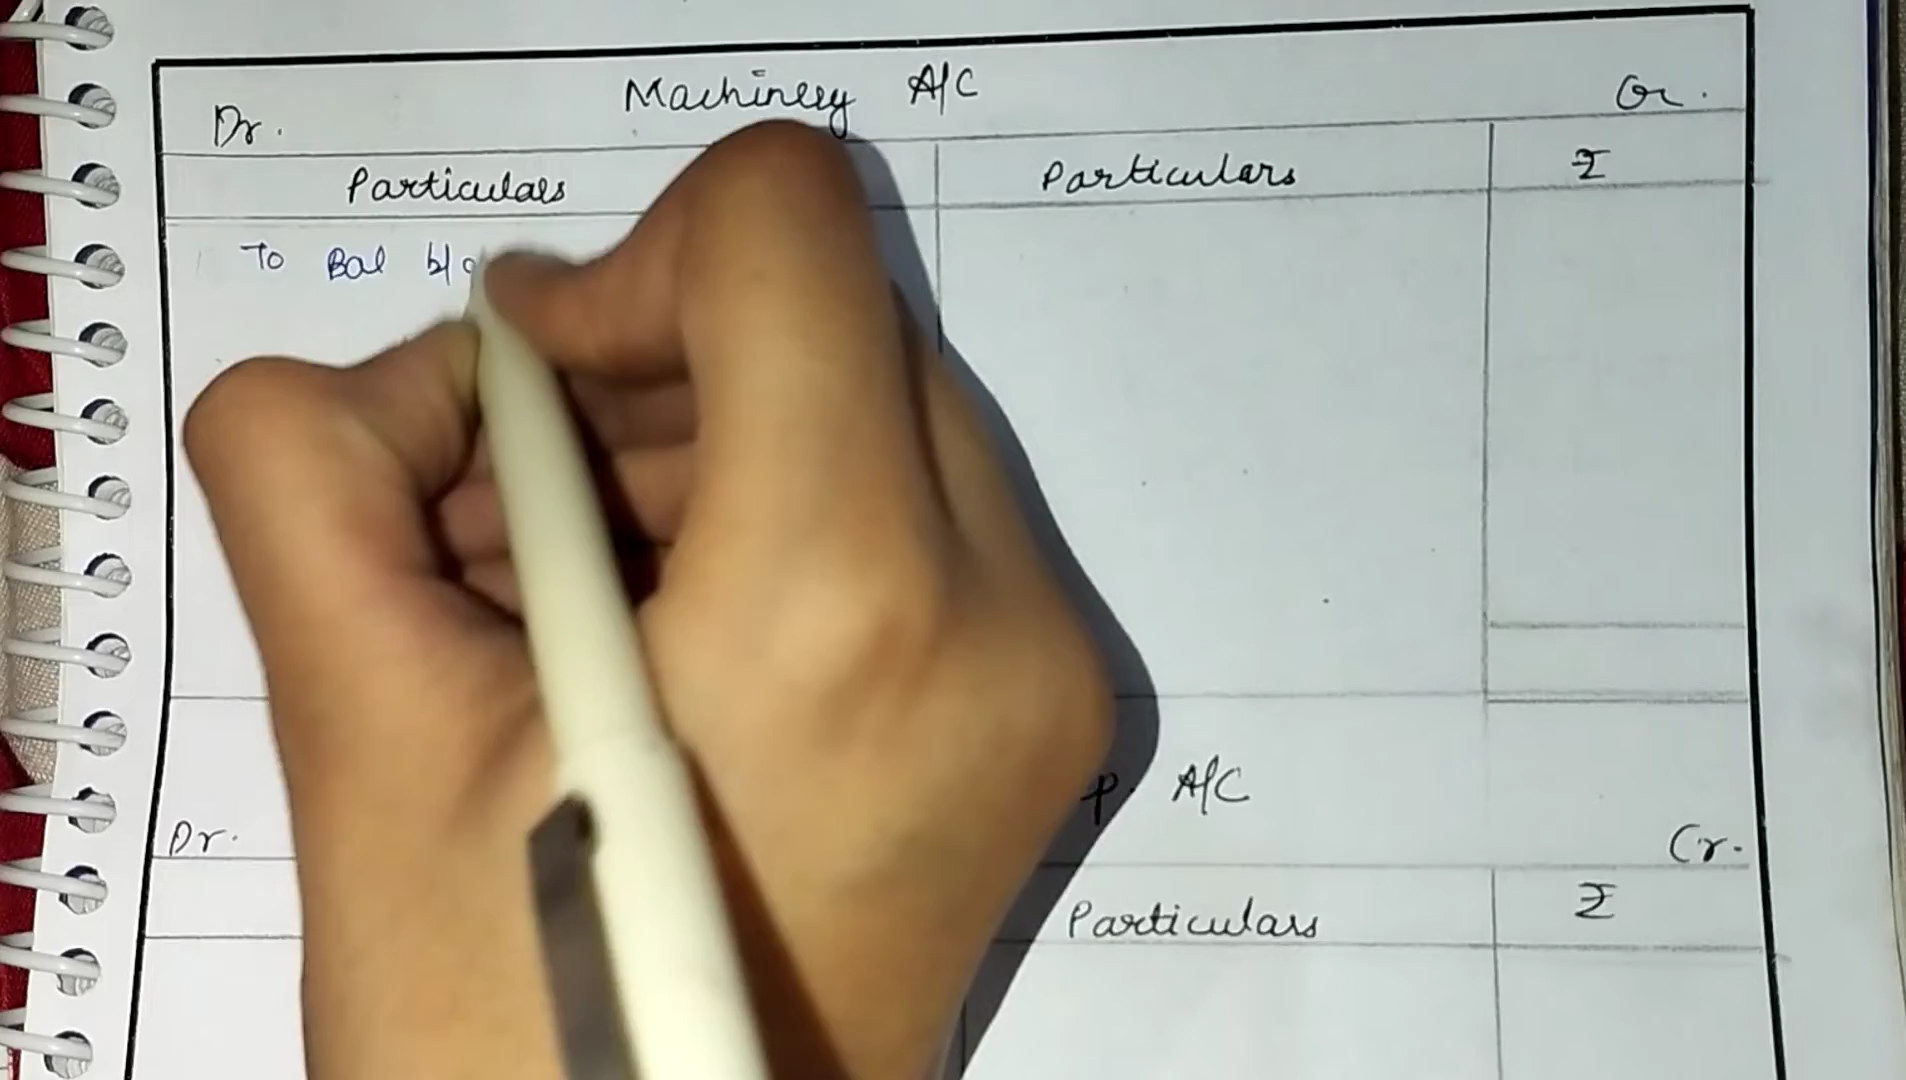 Machinery A/C
Dr. Cr.
Particulars Particulars ₹
To Bal b/d
P. A/C
Dr. Cr.
Particulars ₹